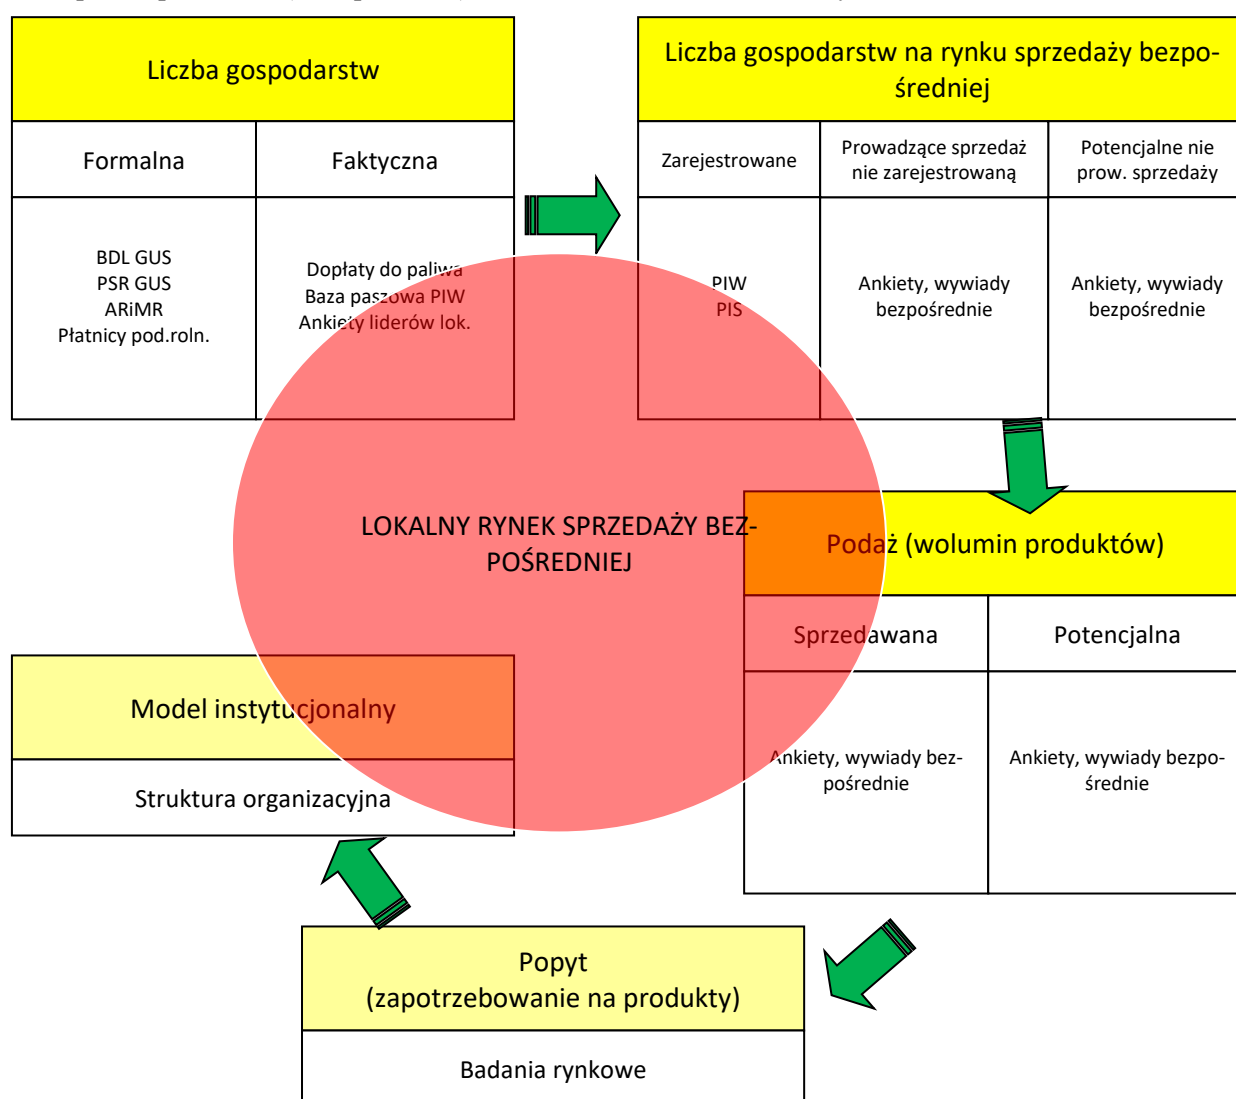 Liczba gospodarstw
Formalna
Faktyczna
BDL GUS
PSR GUS
ARiMR
Płatnicy pod.roln.
Dopłaty do paliwa
Baza paszowa PIW
Ankiety liderów lok.
Liczba gospodarstw na rynku sprzedaży bezpo-
średniej
Zarejestrowane
Prowadzące sprzedaż
nie zarejestrowaną
Potencjalne nie
prow. sprzedaży
PIW
PIS
Ankiety, wywiady
bezpośrednie
Ankiety, wywiady
bezpośrednie
LOKALNY RYNEK SPRZEDAŻY BEZ-
POŚREDNIEJ
Podaż (wolumin produktów)
Sprzedawana
Potencjalna
Ankiety, wywiady bez-
pośrednie
Ankiety, wywiady bezpo-
średnie
Model instytucjonalny
Struktura organizacyjna
Popyt
(zapotrzebowanie na produkty)
Badania rynkowe